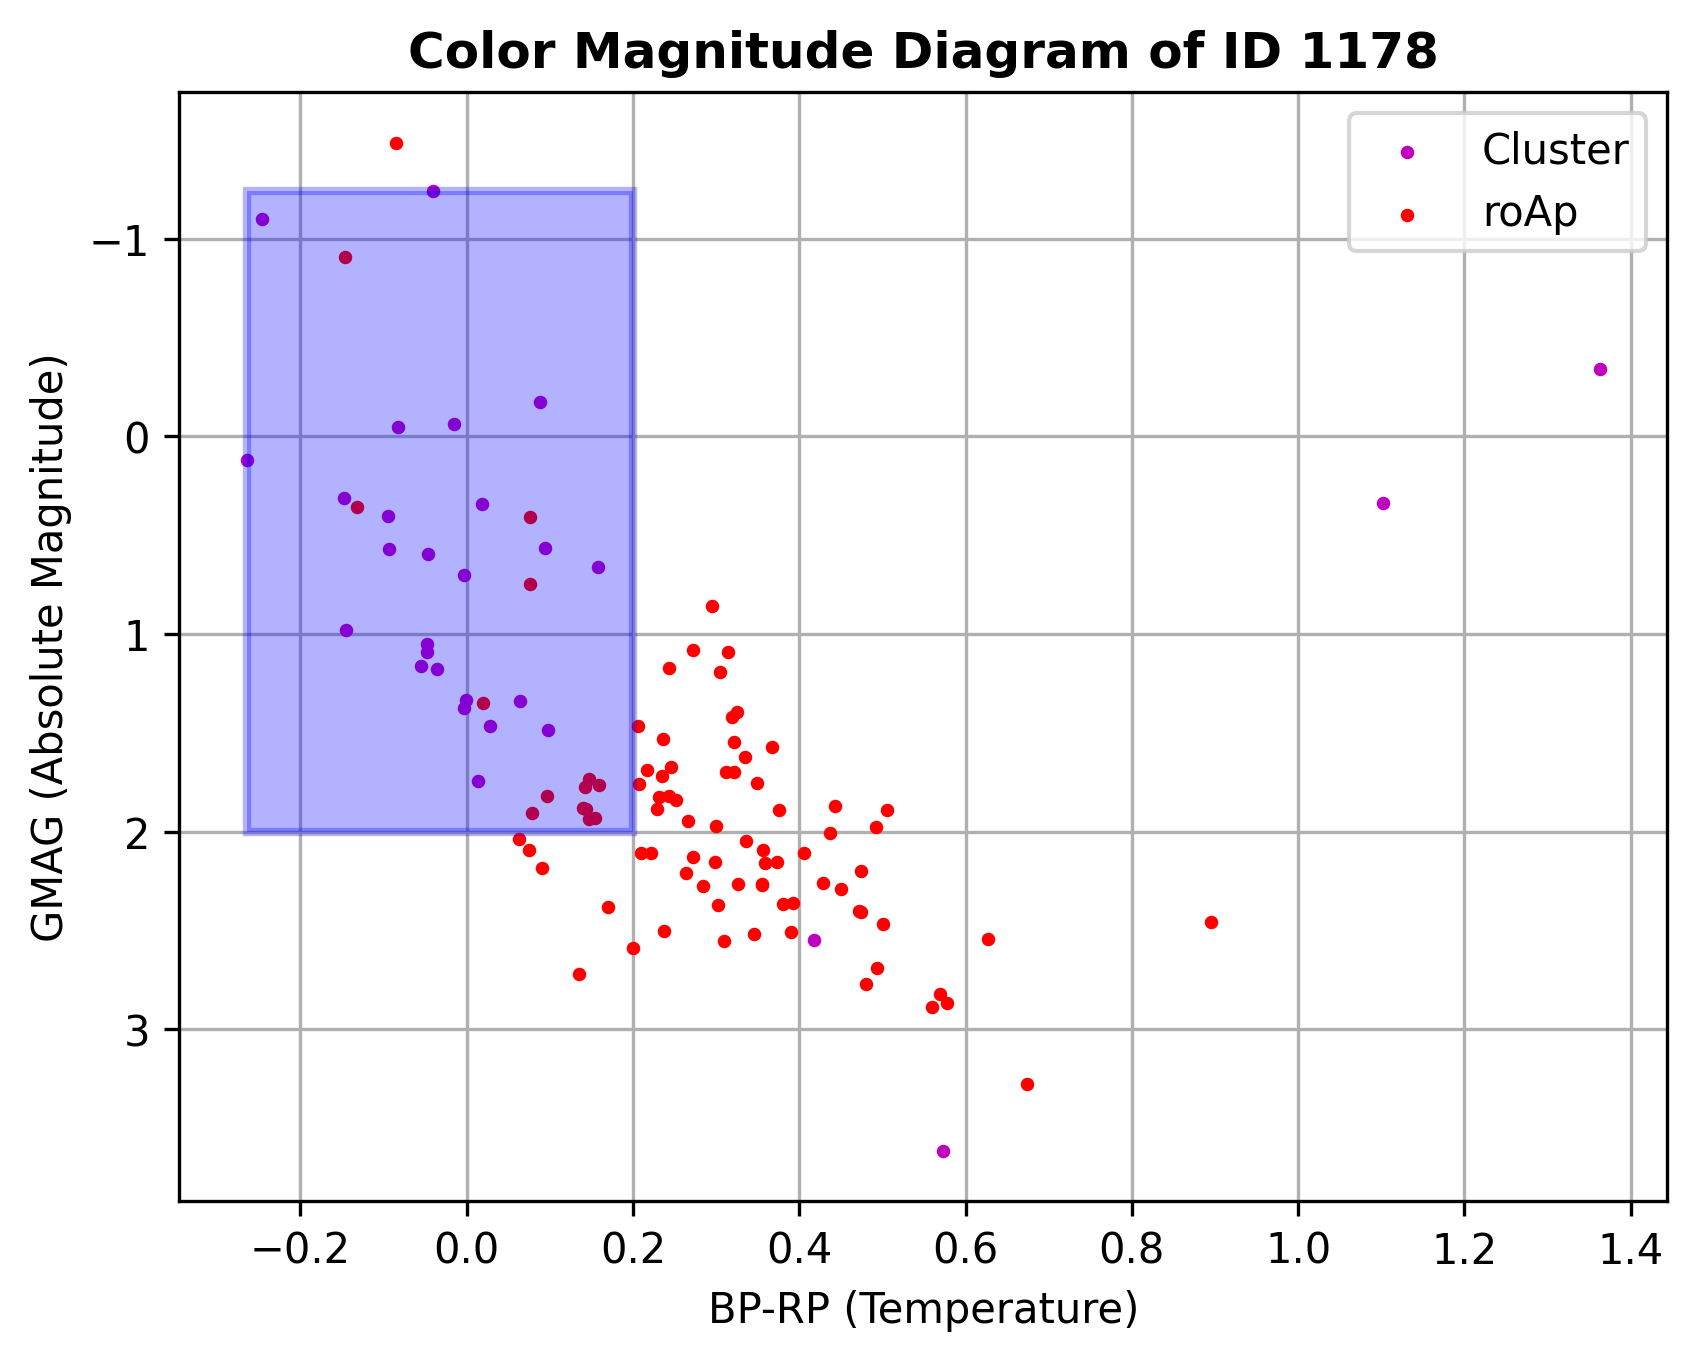 Color Magnitude Diagram of ID 1178
Cluster
roAp
GMAG (Absolute Magnitude)
−1
0
1
2
3
−0.2 0.0 0.2 0.4 0.6 0.8 1.0 1.2 1.4
BP-RP (Temperature)